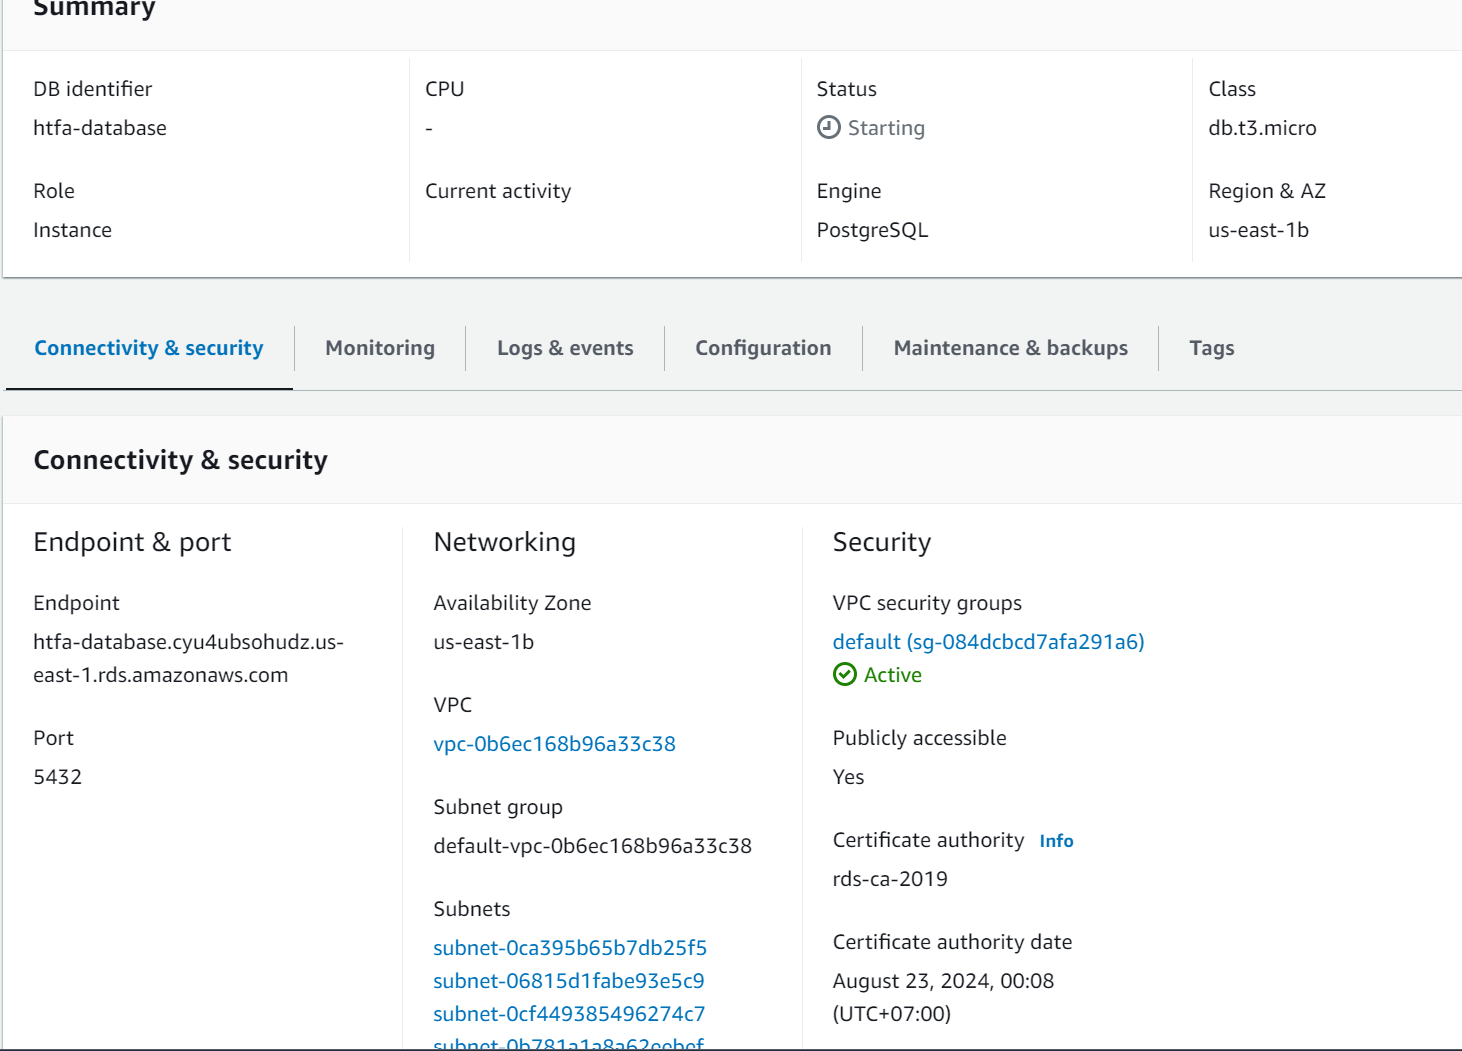 Summary
DB identifier
htfa-database
CPU
-
Status
Starting
Class
db.t3.micro
Role
Instance
Current activity
Engine
PostgreSQL
Region & AZ
us-east-1b
Connectivity & security
Monitoring
Logs & events
Configuration
Maintenance & backups
Tags
Connectivity & security
Endpoint & port
Endpoint
htfa-database.cyu4ubsohudz.us-
east-1.rds.amazonaws.com
Port
5432
Networking
Availability Zone
us-east-1b
VPC
vpc-0b6ec168b96a33c38
Subnet group
default-vpc-0b6ec168b96a33c38
Subnets
subnet-0ca395b65b7db25f5
subnet-06815d1fabe93e5c9
subnet-0cf449385496274c7
Security
VPC security groups
default (sg-084dcbcd7afa291a6)
Active
Publicly accessible
Yes
Certificate authority Info
rds-ca-2019
Certificate authority date
August 23, 2024, 00:08
(UTC+07:00)